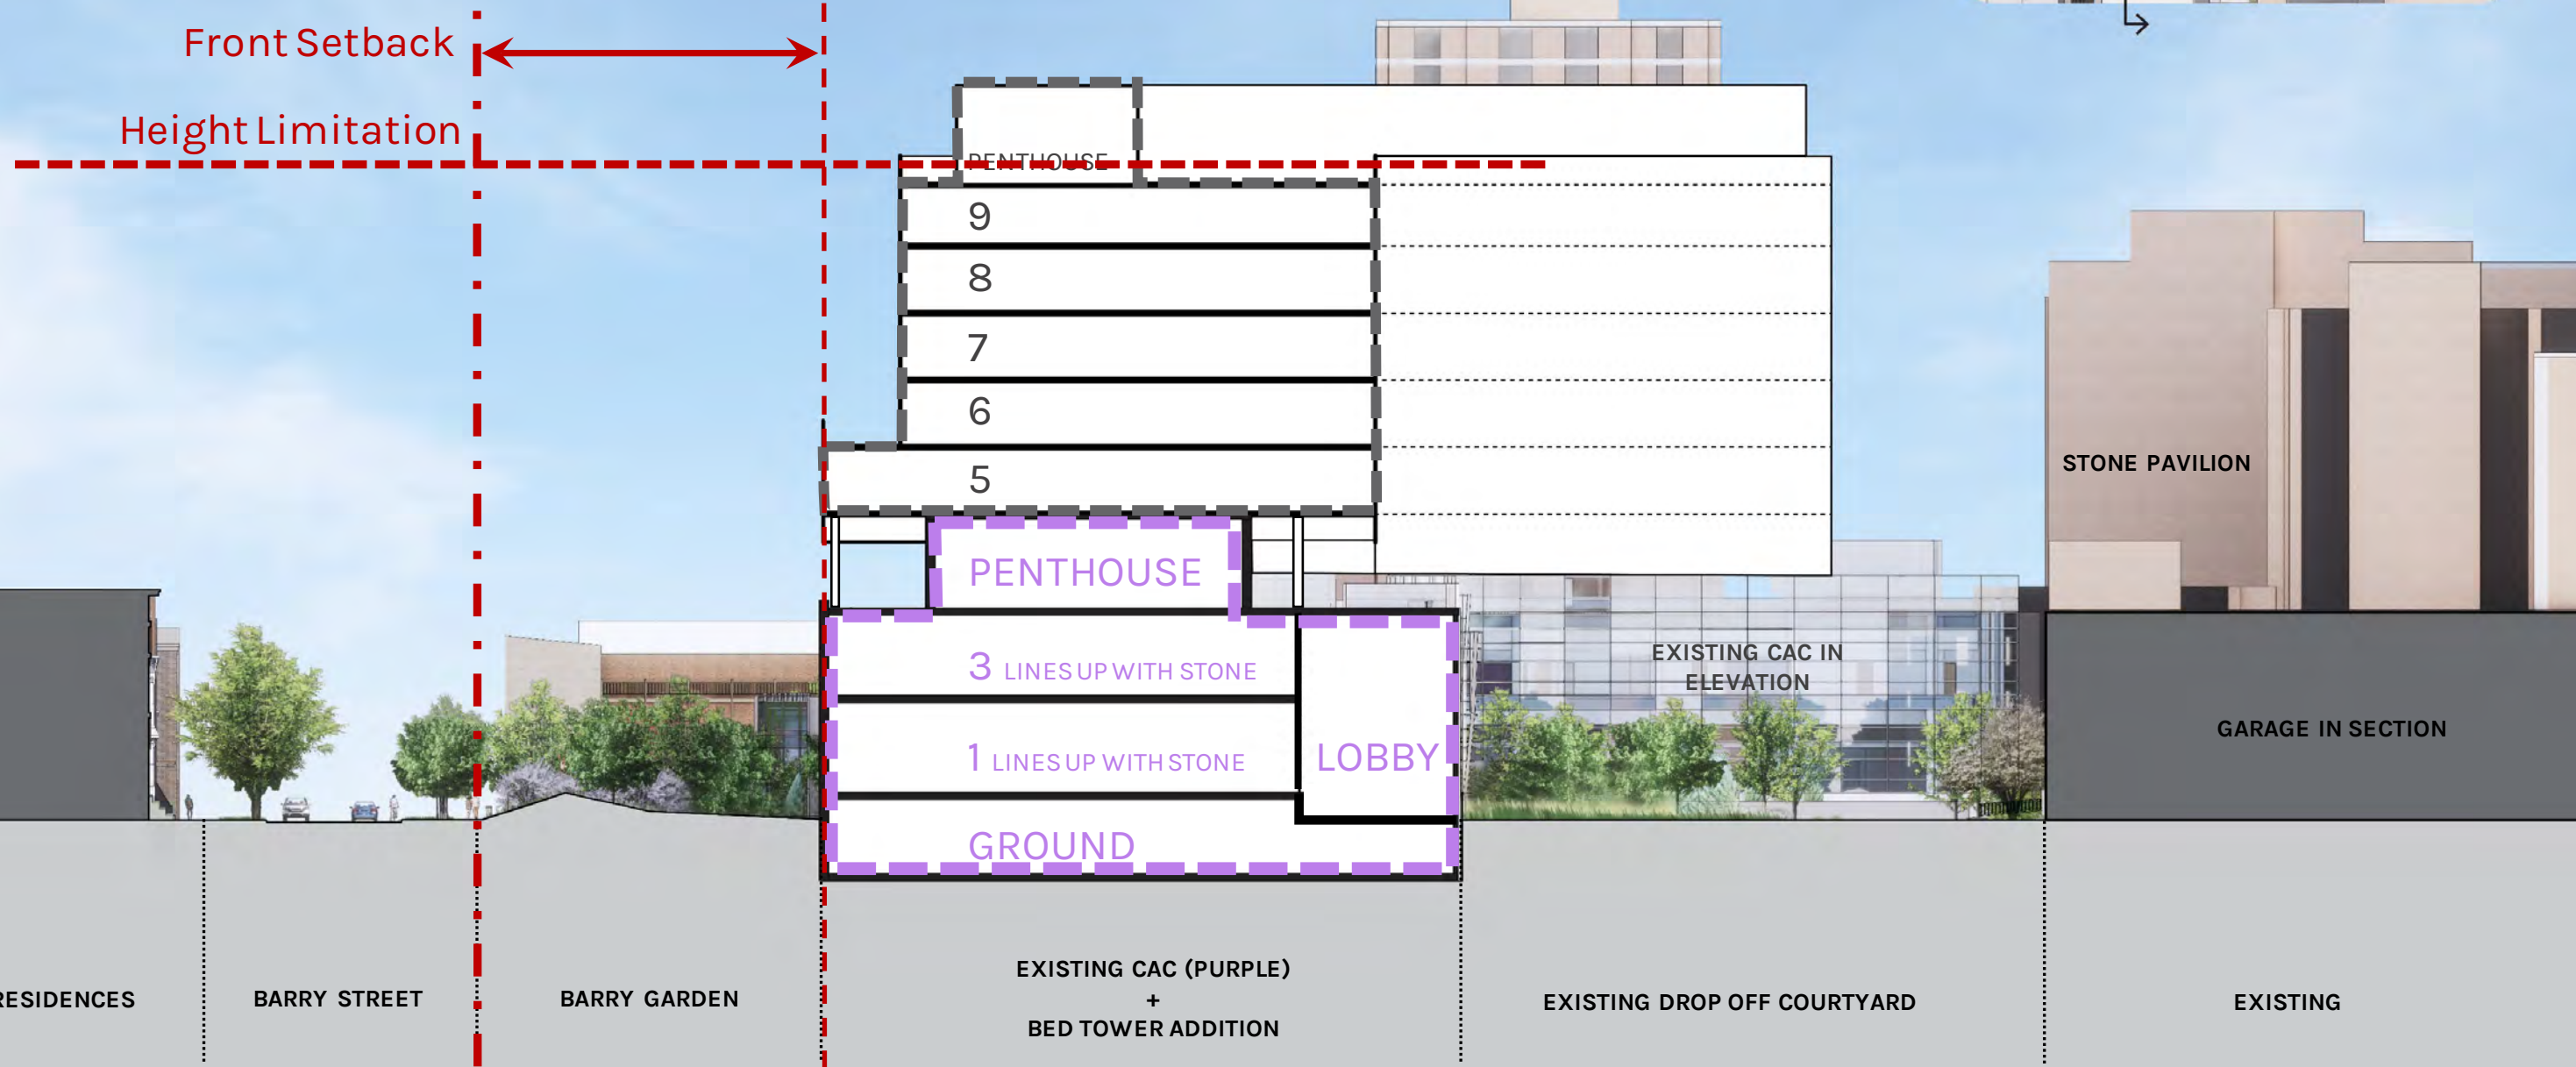 Front Setback
Height Limitation
PENTHOUSE
9
8
7
6
5
STONE PAVILION
PENTHOUSE
3 LINES UP WITH STONE
EXISTING CAC IN
ELEVATION
1 LINES UP WITH STONE
LOBBY
GARAGE IN SECTION
GROUND
RESIDENCES
BARRY STREET
BARRY GARDEN
EXISTING CAC (PURPLE)
+
BED TOWER ADDITION
EXISTING DROP OFF COURTYARD
EXISTING